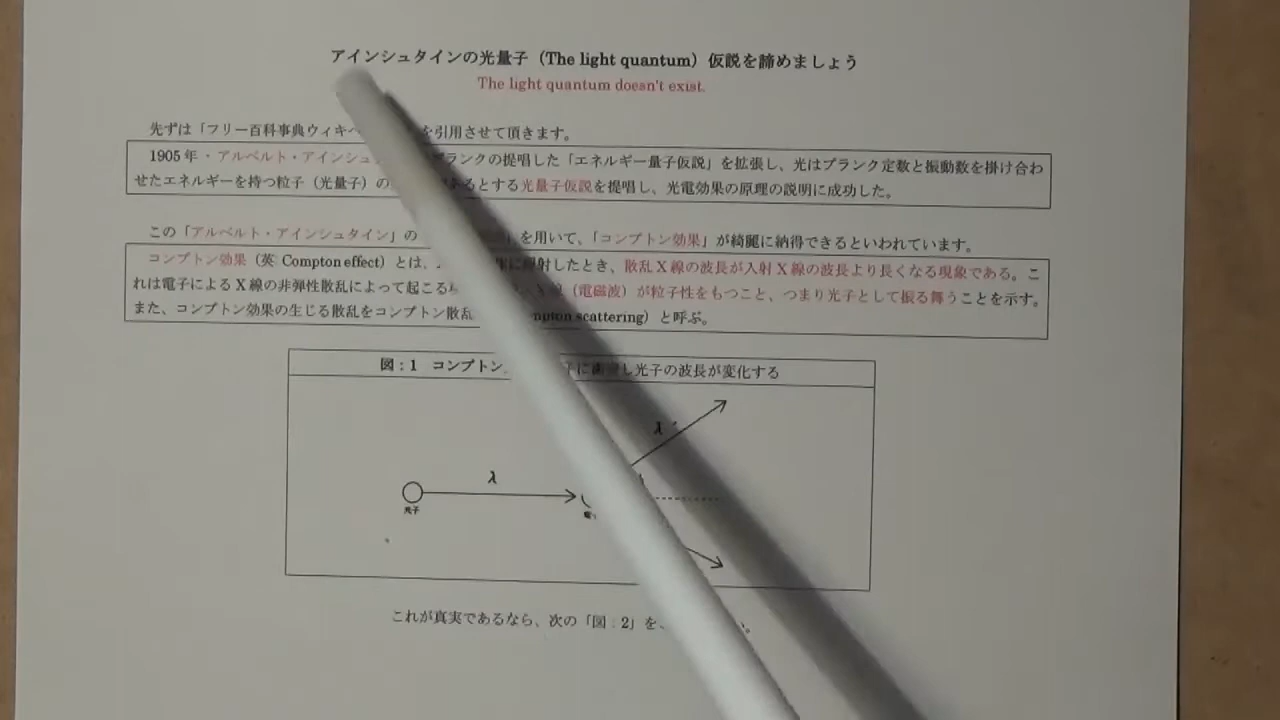 アインシュタインの光量子（The light quantum）仮説を諦めましょう
The light quantum doesn't exist.
先ずは「フリー百科事典ウィキペ を引用させて頂きます。
1905年・アルベルト・アインシュ ランクの提唱した「エネルギー量子仮説」を拡張し、光はプランク定数と振動数を掛け合わ
せたエネルギーを持つ粒子（光量子）の るとする光量子仮説を提唱し、光電効果の原理の説明に成功した。
この「アルベルト・アインシュタイン」の 」を用いて、「コンプトン効果」が綺麗に納得できるといわれています。
コンプトン効果（英 Compton effect）とは、 射したとき、散乱X線の波長が入射X線の波長より長くなる現象である。こ
れは電子によるX線の非弾性散乱によって起こる （電磁波）が粒子性をもつこと、つまり光子として振る舞うことを示す。
また、コンプトン効果の生じる散乱をコンプトン散乱 mpton scattering）と呼ぶ。
図：1 コンプトン 子に衝突し光子の波長が変化する
λ´
λ
光子
これが真実であるなら、次の「図：2」を、